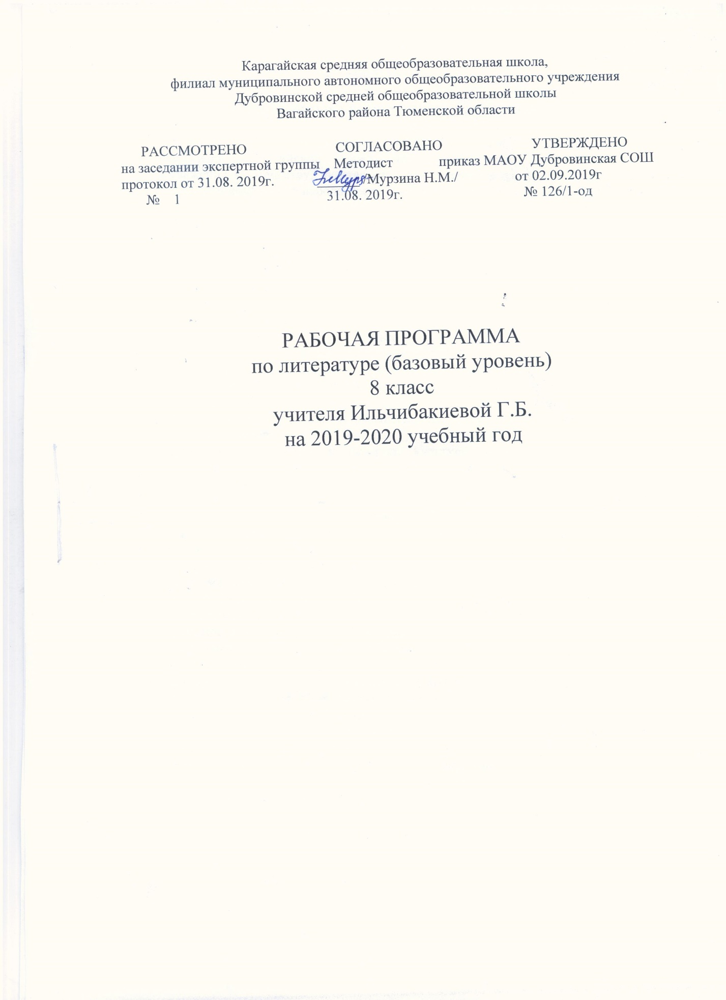 Карагайская средняя общеобразовательная школа,
филиал муниципального автономного общеобразовательного учреждения
Дубровинской средней общеобразовательной школы
Вагайского района Тюменской области
РАССМОТРЕНО СОГЛАСОВАНО УТВЕРЖДЕНО
на заседании экспертной группы Методист приказ МАОУ Дубровинская СОШ
протокол от 31.08. 2019г. /Мурзина Н.М./ от 02.09.2019г
№ 1 31.08. 2019г. № 126/1-од
РАБОЧАЯ ПРОГРАММА
по литературе (базовый уровень)
8 класс
учителя Ильчибакиевой Г.Б.
на 2019-2020 учебный год